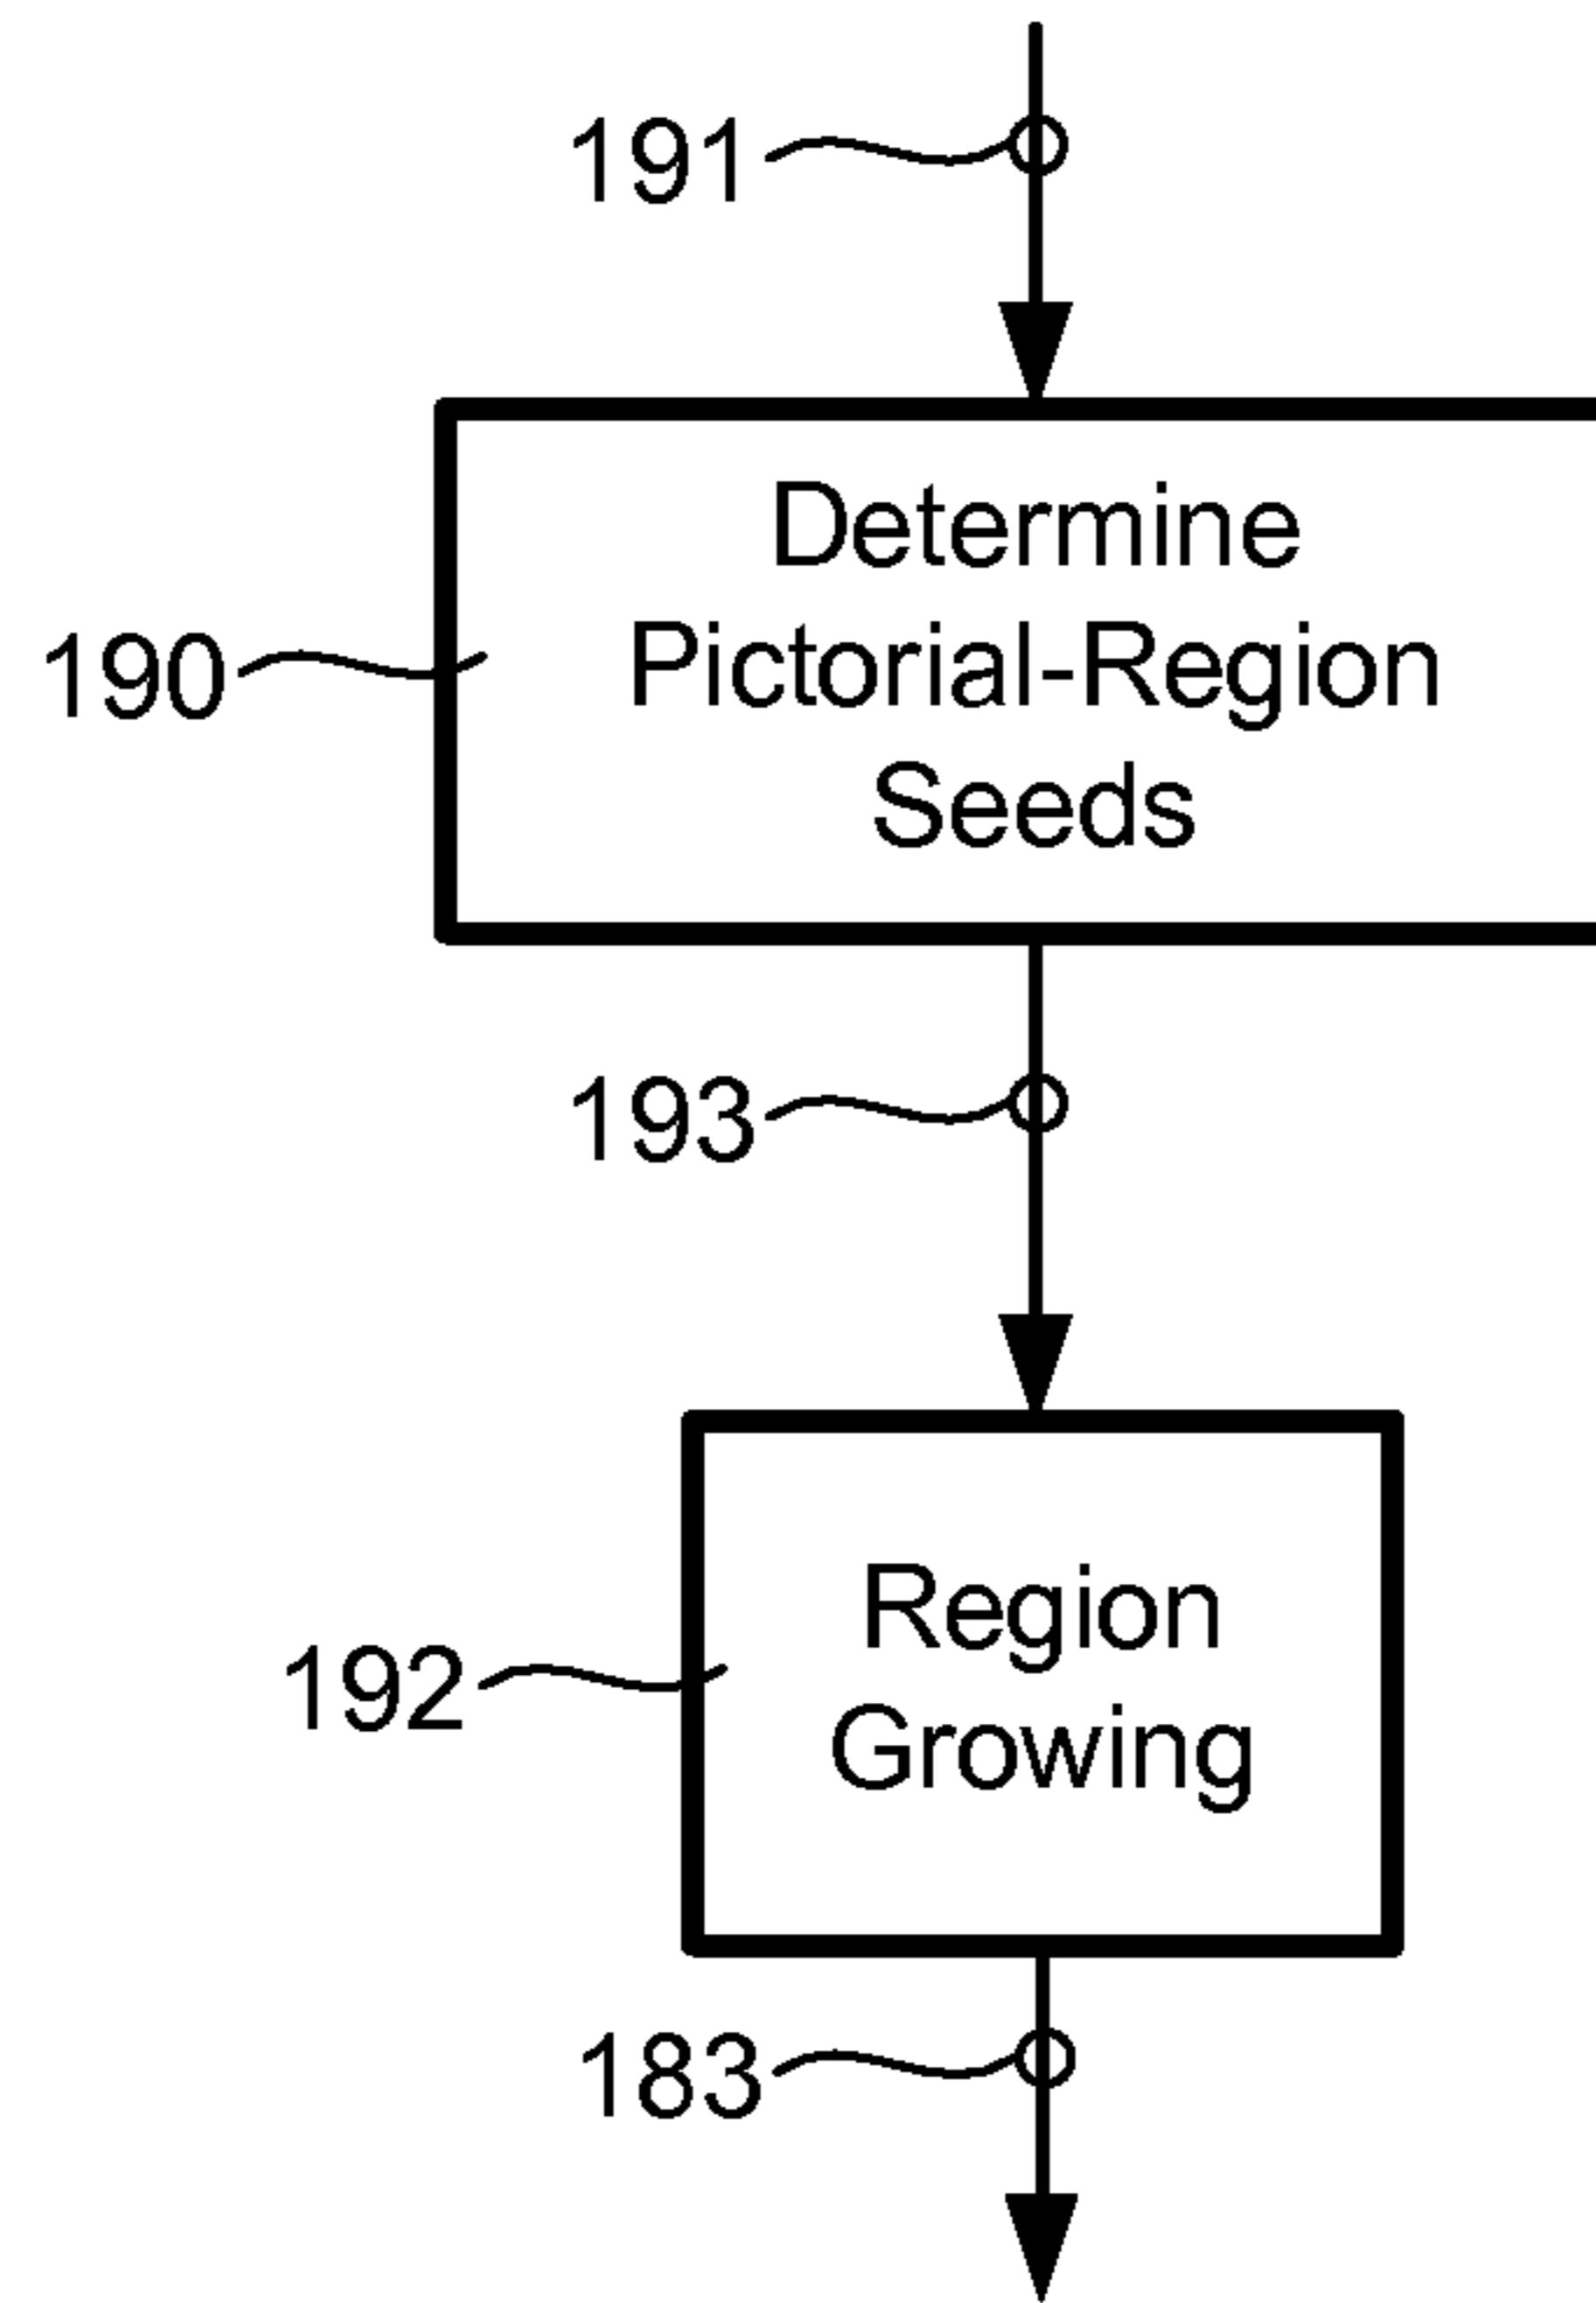 191
Determine
Pictorial-Region
Seeds
190
193
Region
Growing
192
183